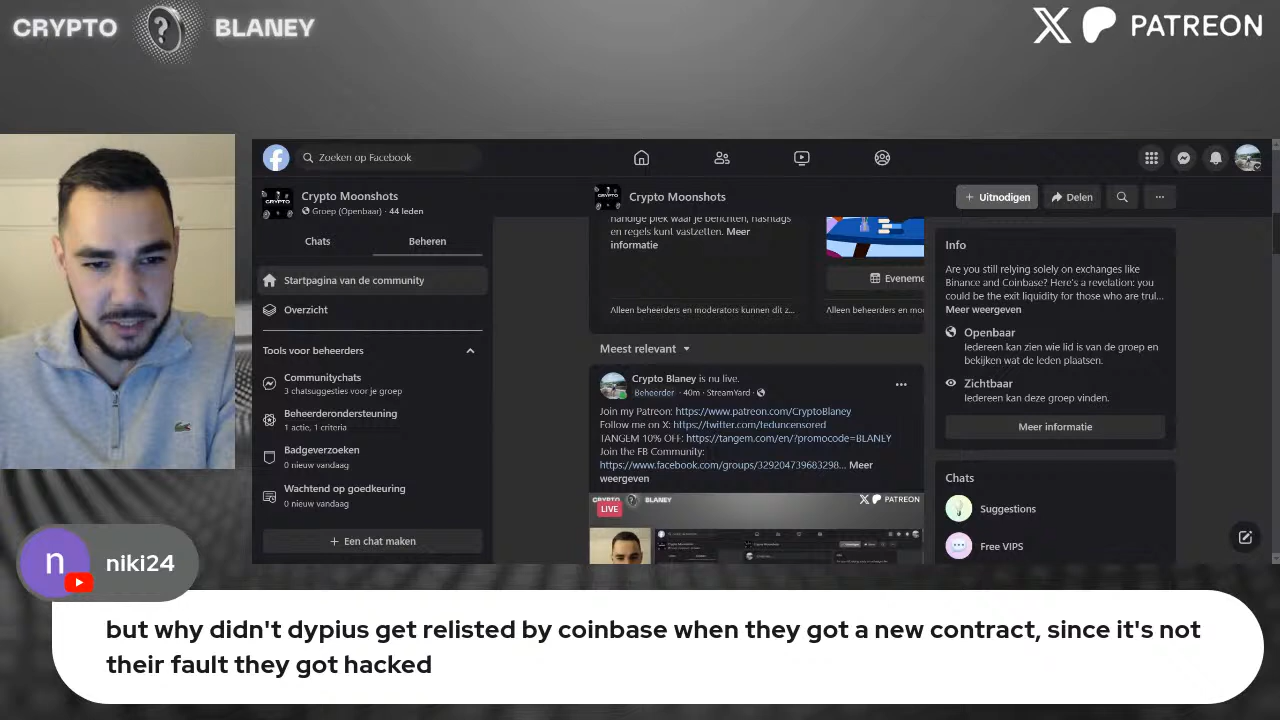 CRYPTO ? BLANEY
X PATREON
Zoeken op Facebook
Crypto Moonshots
Groep (Openbaar) · 44 leden
Chats
Beheren
Startpagina van de community
Overzicht
Tools voor beheerders
Communitychats
3 chatsuggesties voor je groep
Beheerderondersteuning
1 actie, 1 criteria
Badgeverzoeken
0 nieuw vandaag
Wachtend op goedkeuring
0 nieuw vandaag
+ Een chat maken
Crypto Moonshots
+ Uitnodigen
Delen
handige plek waar je berichten, hashtags
en regels kunt vastzetten. Meer
informatie
Eveneme
Alleen beheerders en moderators kunnen dit z...
Alleen beheerders en mod
Meest relevant
Crypto Blaney is nu live.
Beheerder · 40m · StreamYard ·
Join my Patreon: https://www.patreon.com/CryptoBlaney
Follow me on X: https://twitter.com/teduncensored
TANGEM 10% OFF: https://tangem.com/en/?promocode=BLANEY
Join the FB Community:
https://www.facebook.com/groups/329204739683298... Meer
weergeven
CRYPTO BLANEY
X PATREON
LIVE
Info
Are you still relying solely on exchanges like
Binance and Coinbase? Here's a revelation: you
could be the exit liquidity for those who are trul...
Meer weergeven
Openbaar
Iedereen kan zien wie lid is van de groep en
bekijken wat de leden plaatsen.
Zichtbaar
Iedereen kan deze groep vinden.
Meer informatie
Chats
Suggestions
Free VIPS
n
niki24
but why didn't dypius get relisted by coinbase when they got a new contract, since it's not
their fault they got hacked